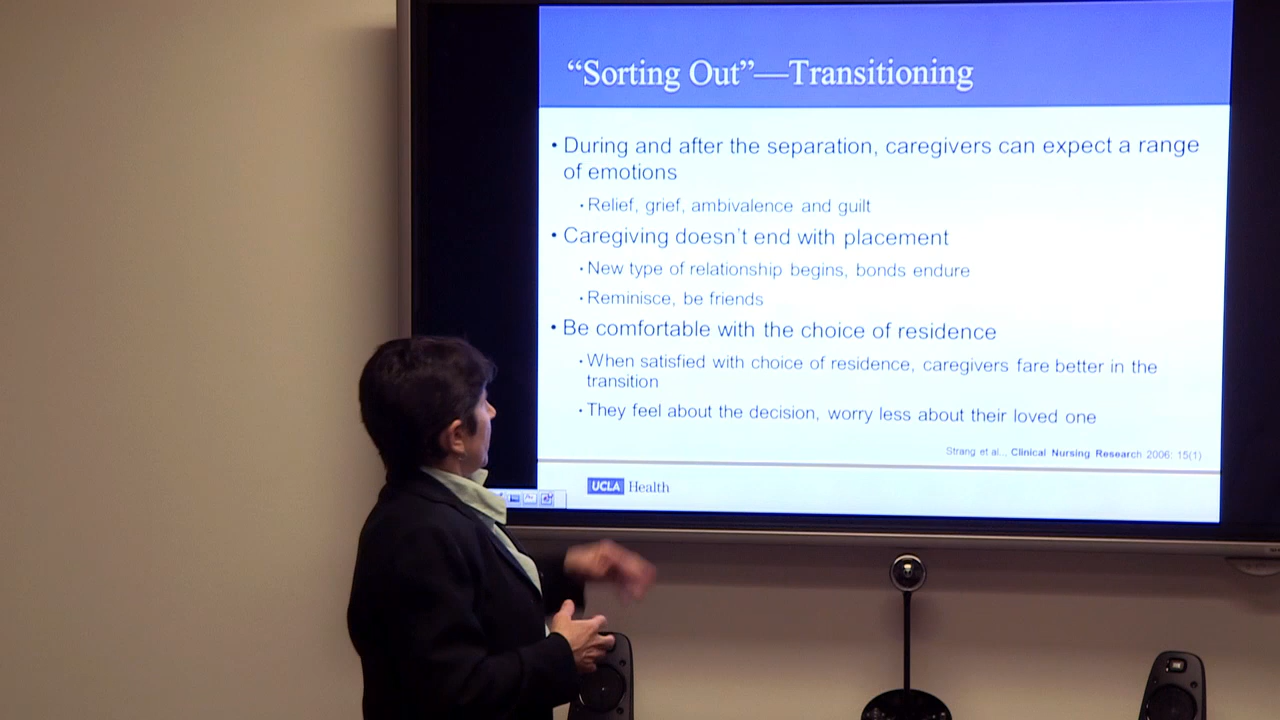 “Sorting Out”—Transitioning
• During and after the separation, caregivers can expect a range
of emotions
• Relief, grief, ambivalence and guilt
• Caregiving doesn’t end with placement
• New type of relationship begins, bonds endure
• Reminisce, be friends
• Be comfortable with the choice of residence
• When satisfied with choice of residence, caregivers fare better in the
transition
• They feel about the decision, worry less about their loved one
Strang et al... Clinical Nursing Research 2006: 15(1)
UCLA Health